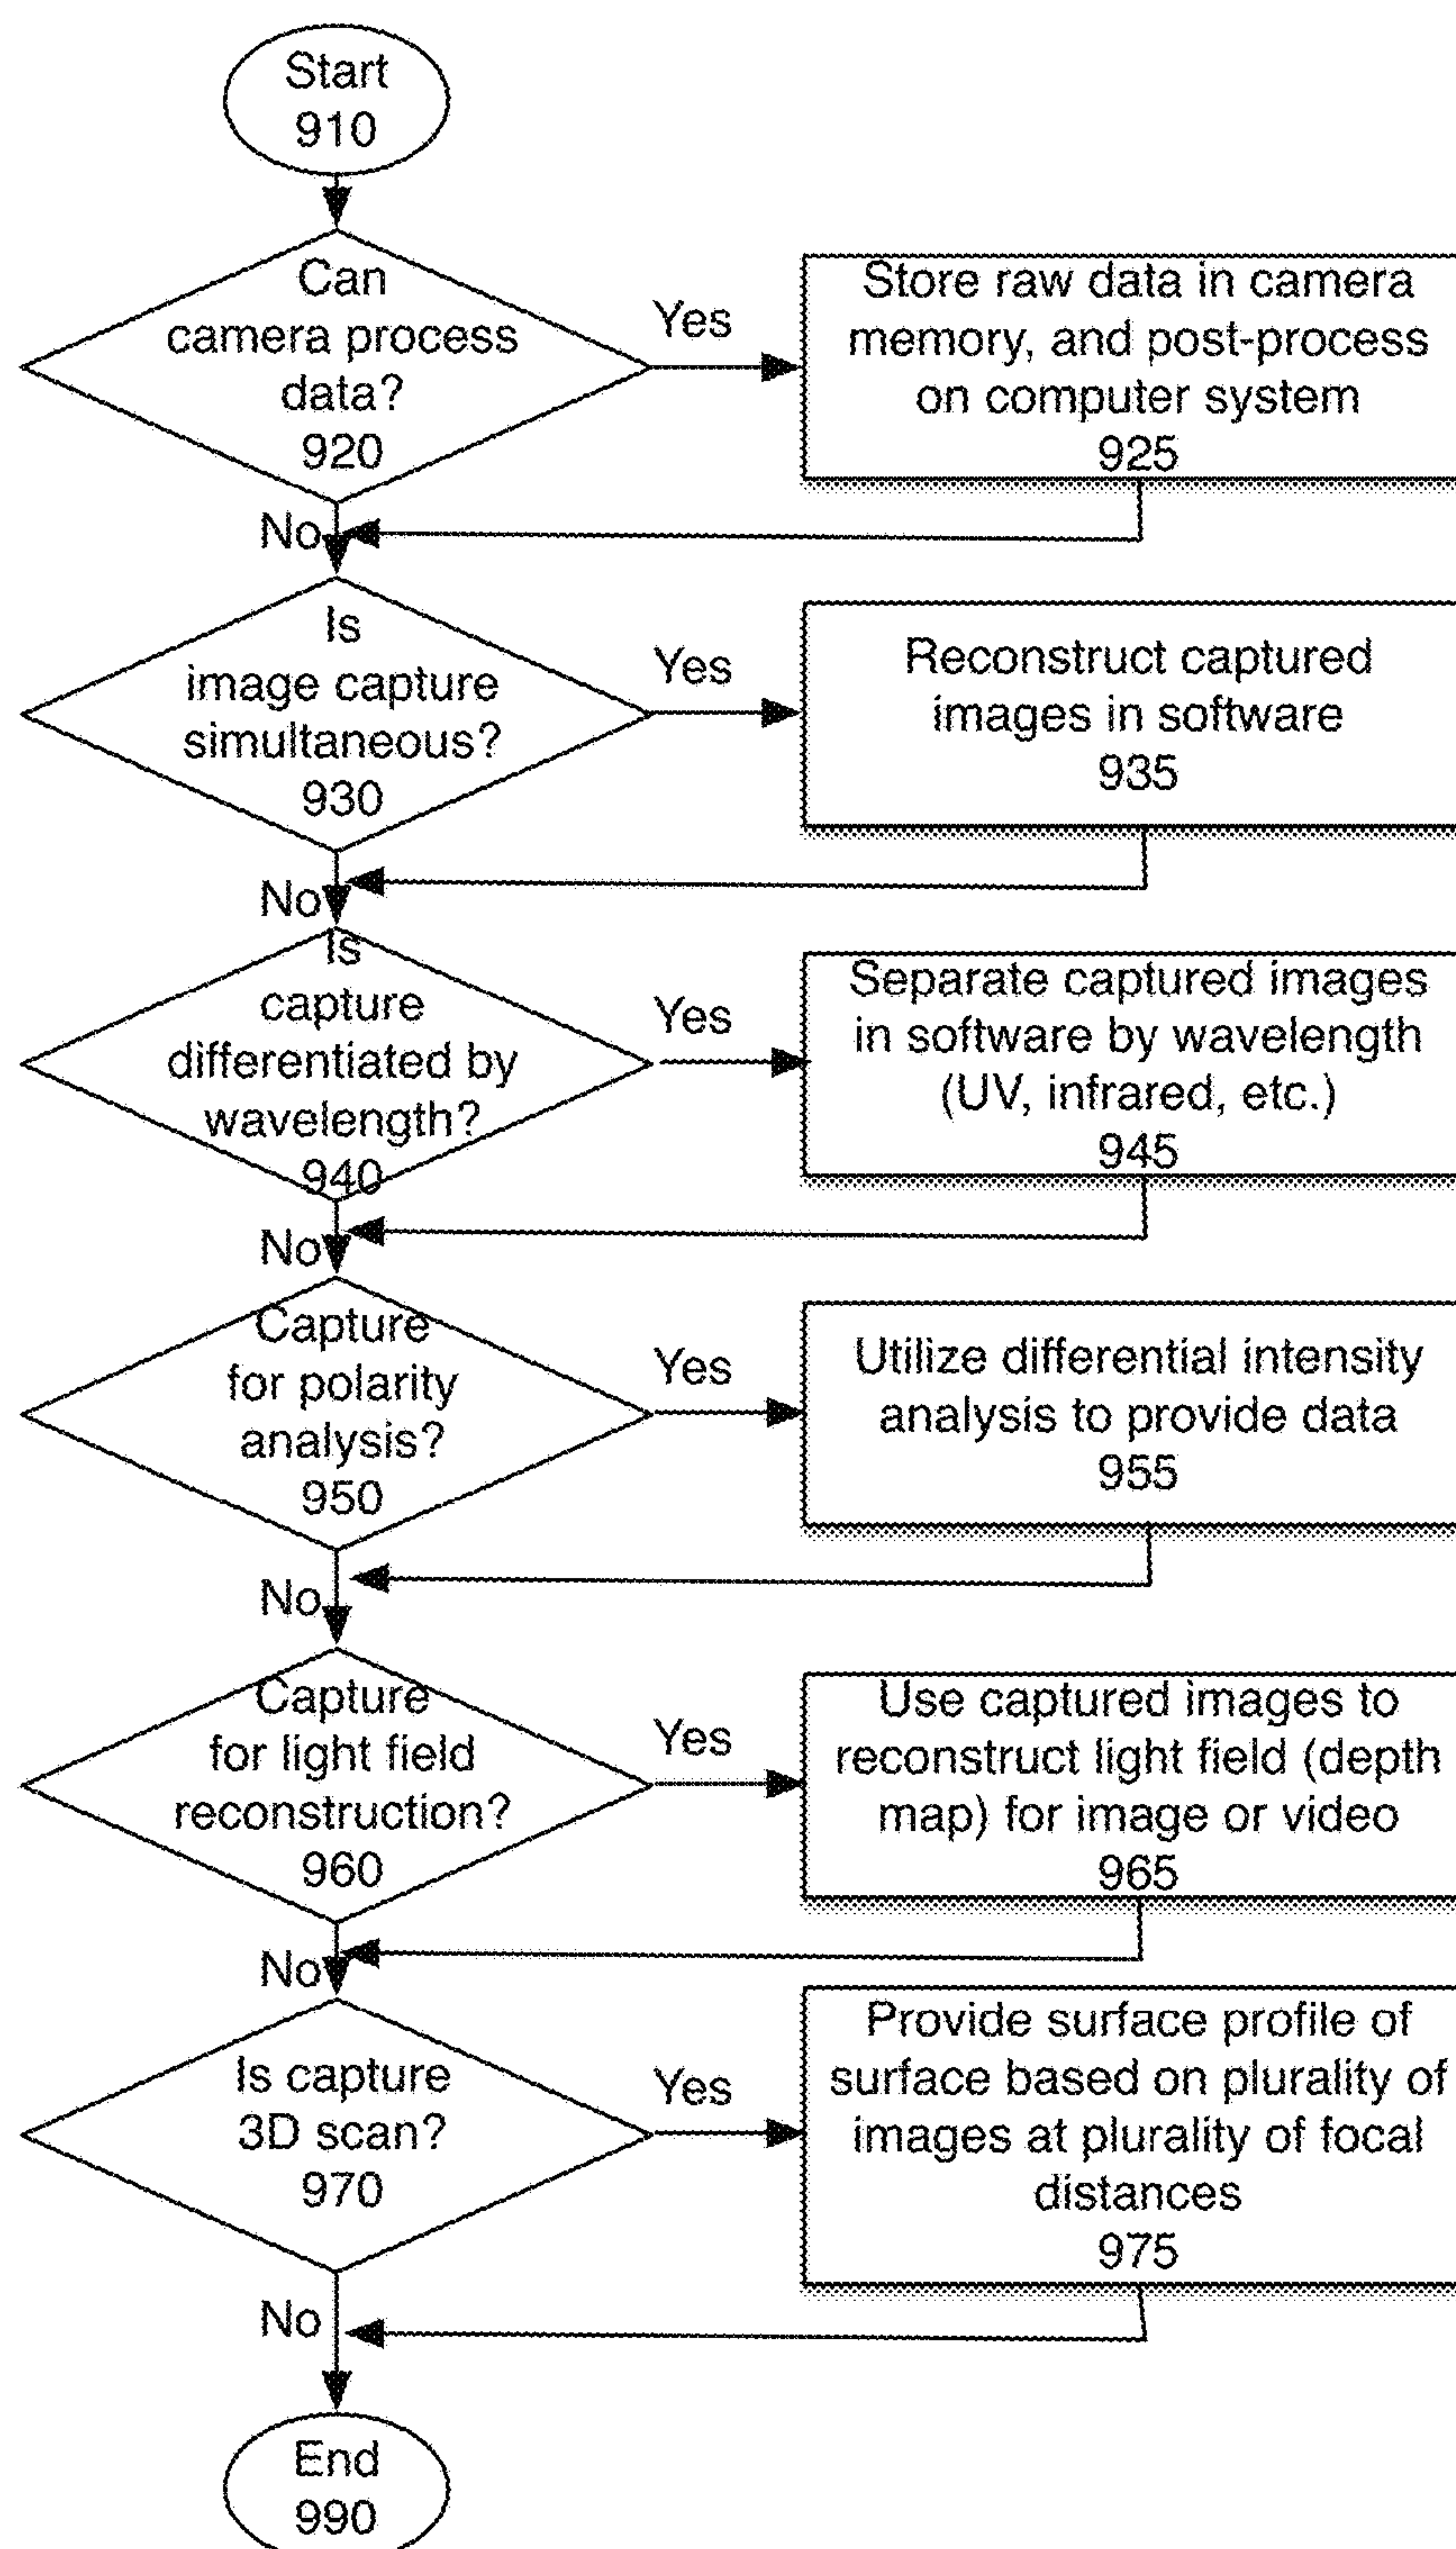 Start
910
Can
camera process
data?
920
Yes
Store raw data in camera
memory, and post-process
on computer system
925
No
Is
image capture
simultaneous?
930
Yes
Reconstruct captured
images in software
935
No
Is
capture
differentiated by
wavelength?
940
Yes
Separate captured images
in software by wavelength
(UV, infrared, etc.)
945
No
Capture
for polarity
analysis?
950
Yes
Utilize differential intensity
analysis to provide data
955
No
Capture
for light field
reconstruction?
960
Yes
Use captured images to
reconstruct light field (depth
map) for image or video
965
No
Is capture
3D scan?
970
Yes
Provide surface profile of
surface based on plurality of
images at plurality of focal
distances
975
No
End
990